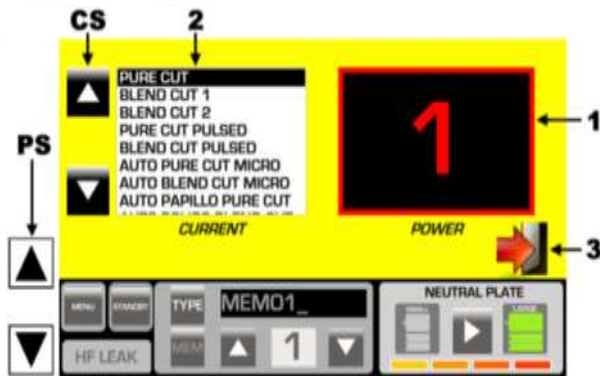 CS
2
PURE CUT
BLEND CUT 1
BLEND CUT 2
PURE CUT PULSED
BLEND CUT PULSED
AUTO PURE CUT MICRO
AUTO BLEND CUT MICRO
AUTO PAPILLO PURE CUT
1
1
PS
CURRENT
POWER
3
MENU
STANDBY
TYPE
MEM01_
NEUTRAL PLATE
HF LEAK
MEM
1